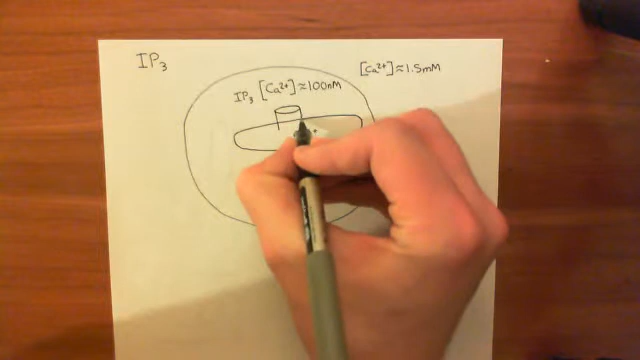 IP₃
[Ca²⁺]≈1.5mM
IP₃ [Ca²⁺]≈100nM